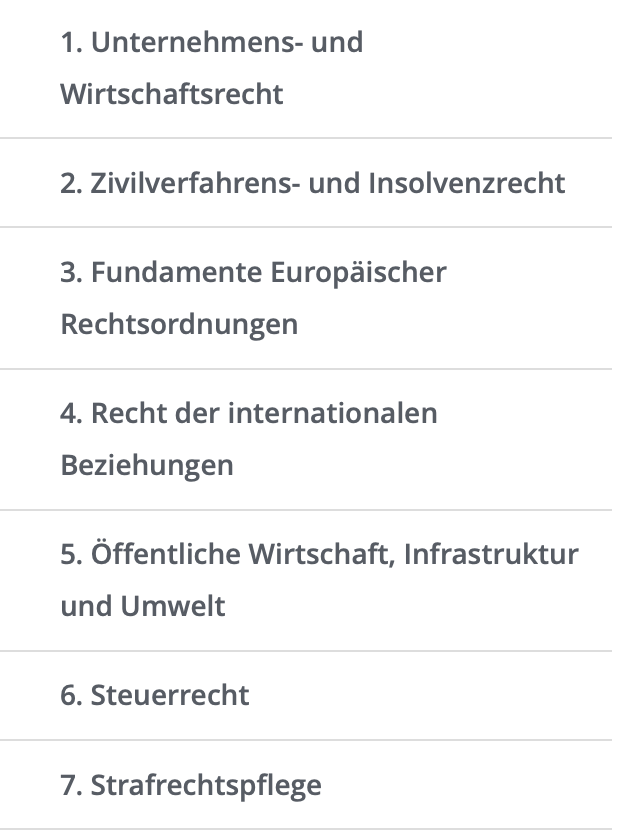 1. Unternehmens- und
Wirtschaftsrecht
2. Zivilverfahrens- und Insolvenzrecht
3. Fundamente Europäischer
Rechtsordnungen
4. Recht der internationalen
Beziehungen
5. Öffentliche Wirtschaft, Infrastruktur
und Umwelt
6. Steuerrecht
7. Strafrechtspflege